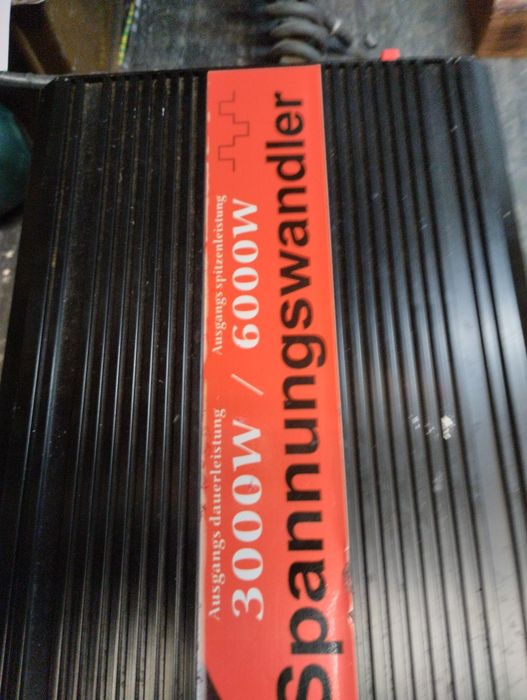 Ausgangs dauerleistung Ausgangs spitzenleistung
3000W / 6000W
Spannungswandler